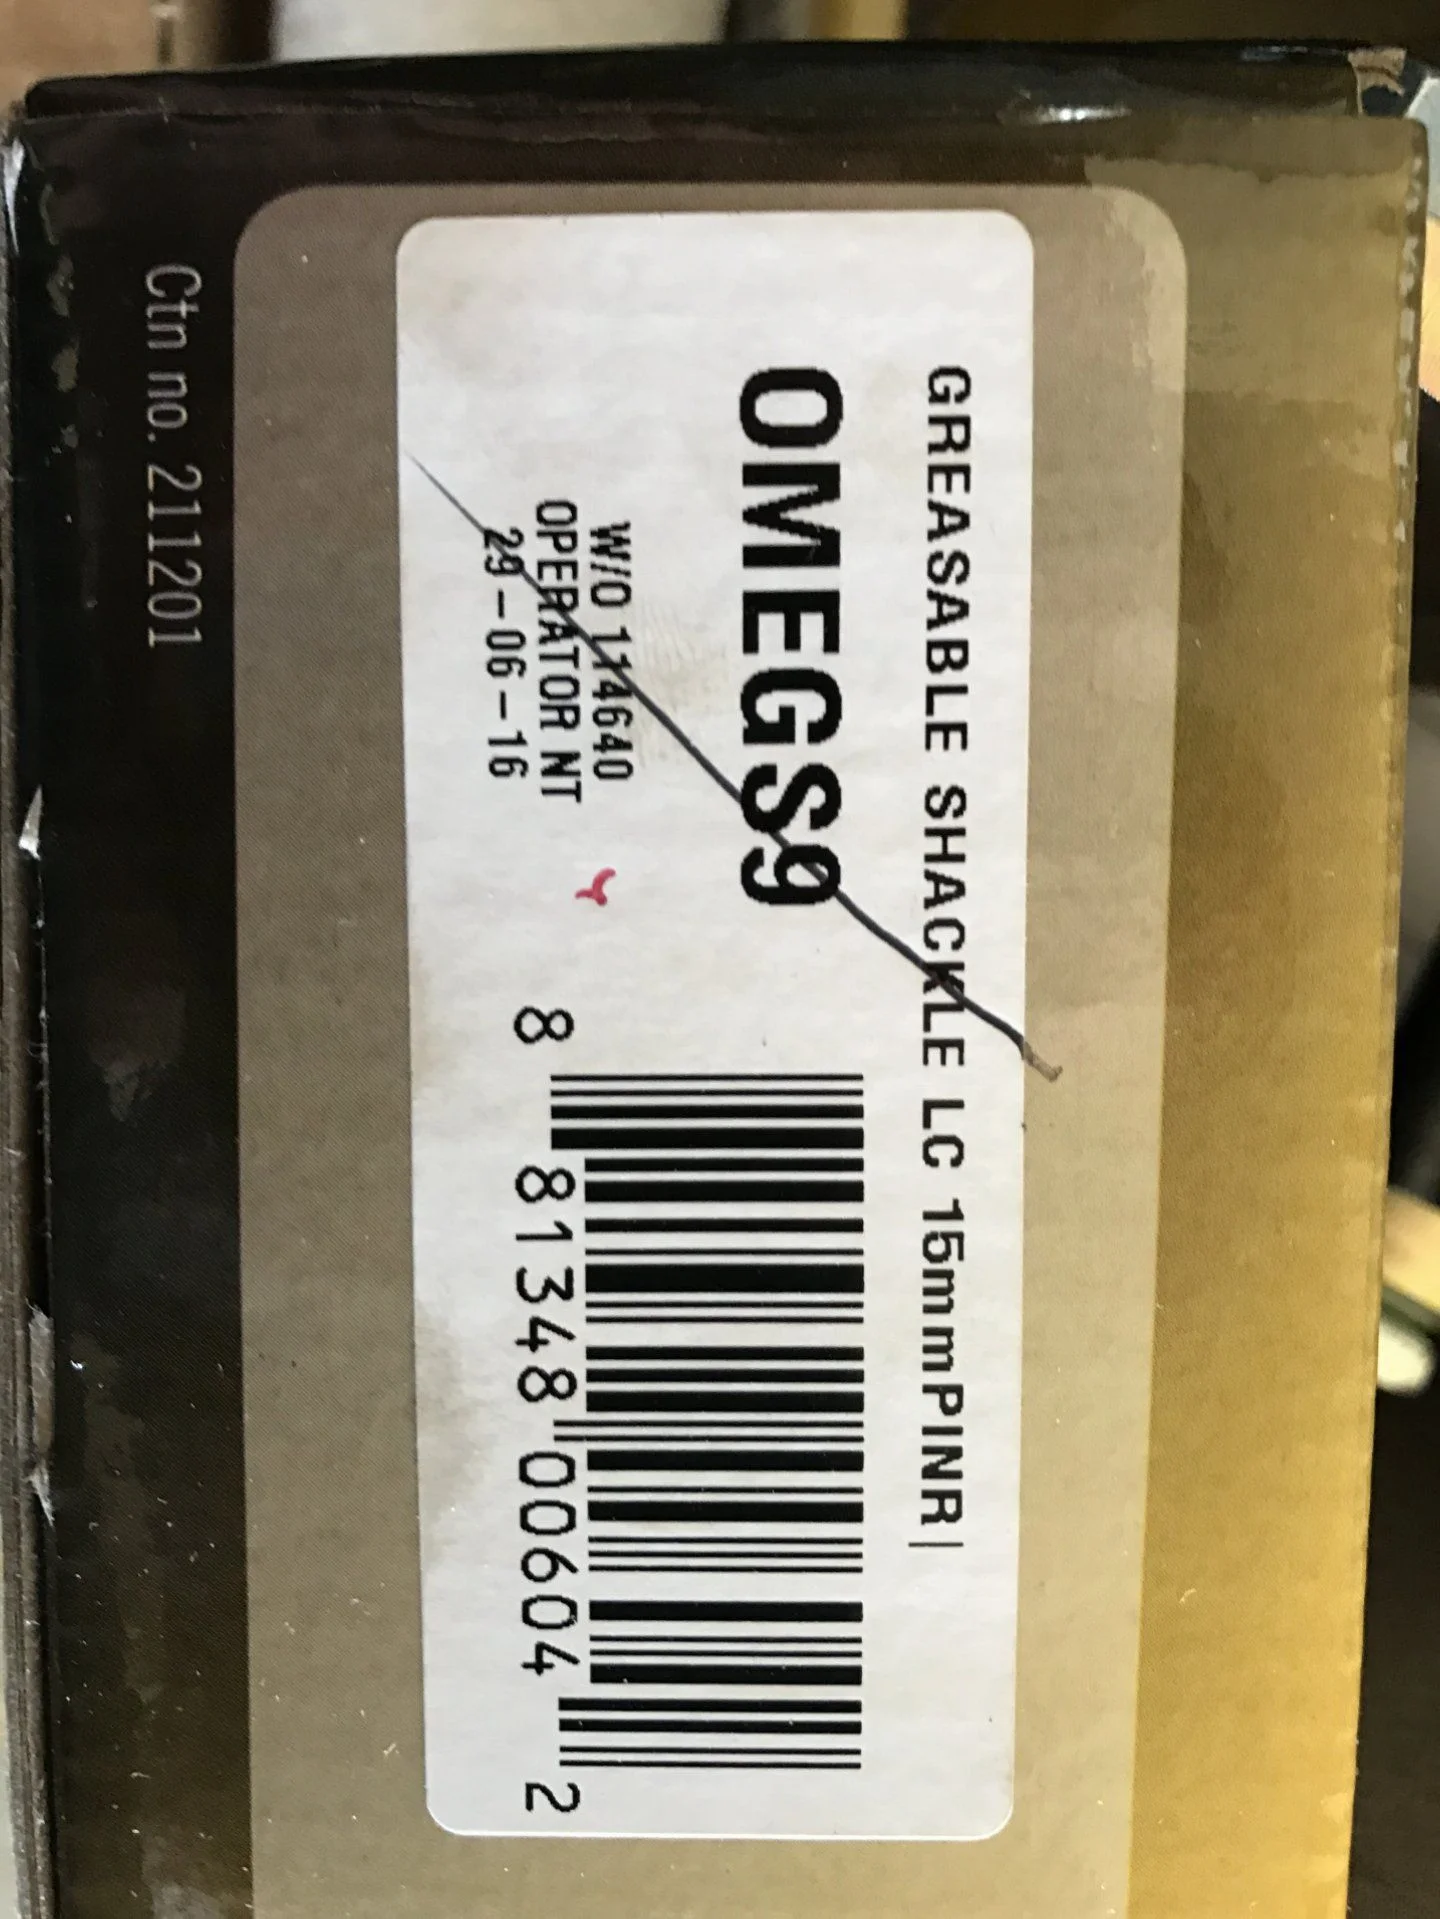 GREASABLE SHACKLE LC 15mmPINR|
OMEGS9
W/O 114640
OPERATOR NT
29-06-16
8 81348 00604 2
Ctn no. 211201